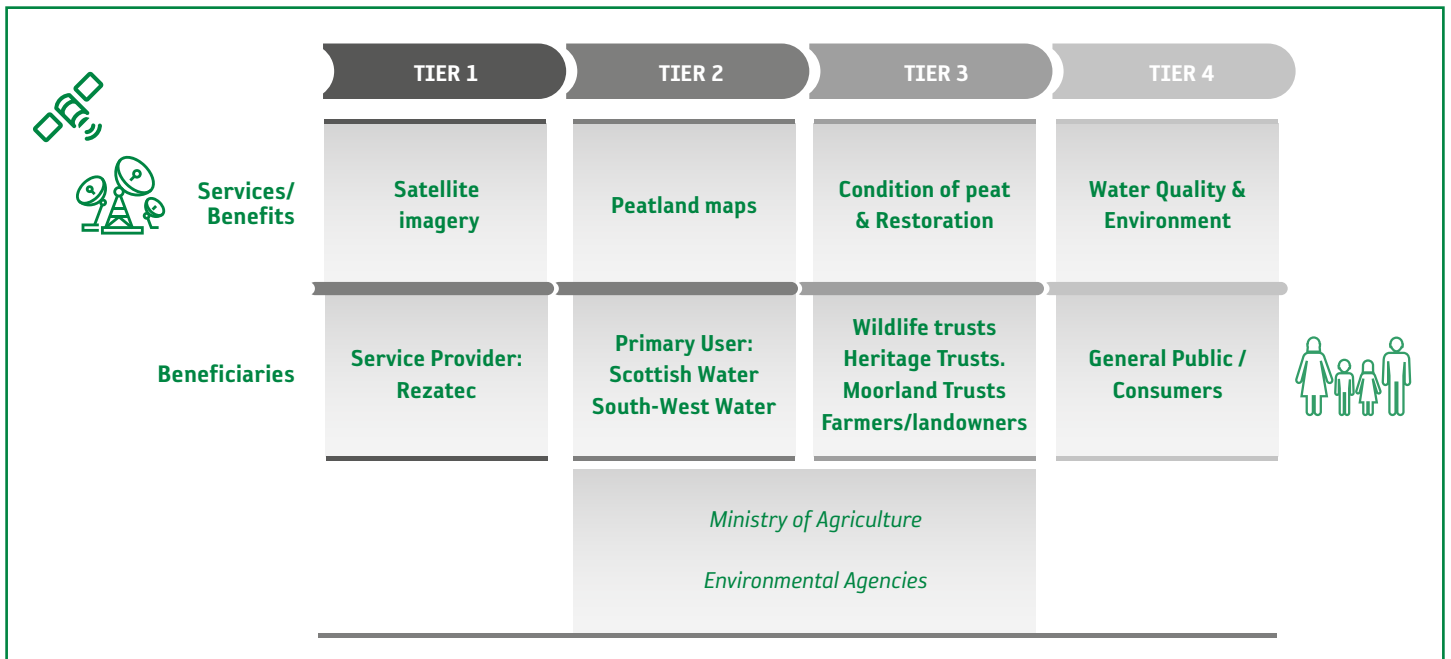 TIER 1
TIER 2
TIER 3
TIER 4
Services/
Benefits
Satellite
imagery
Peatland maps
Condition of peat
& Restoration
Water Quality &
Environment
Beneficiaries
Service Provider:
Rezatec
Primary User:
Scottish Water
South-West Water
Wildlife trusts
Heritage Trusts.
Moorland Trusts
Farmers/landowners
General Public /
Consumers
Ministry of Agriculture
Environmental Agencies